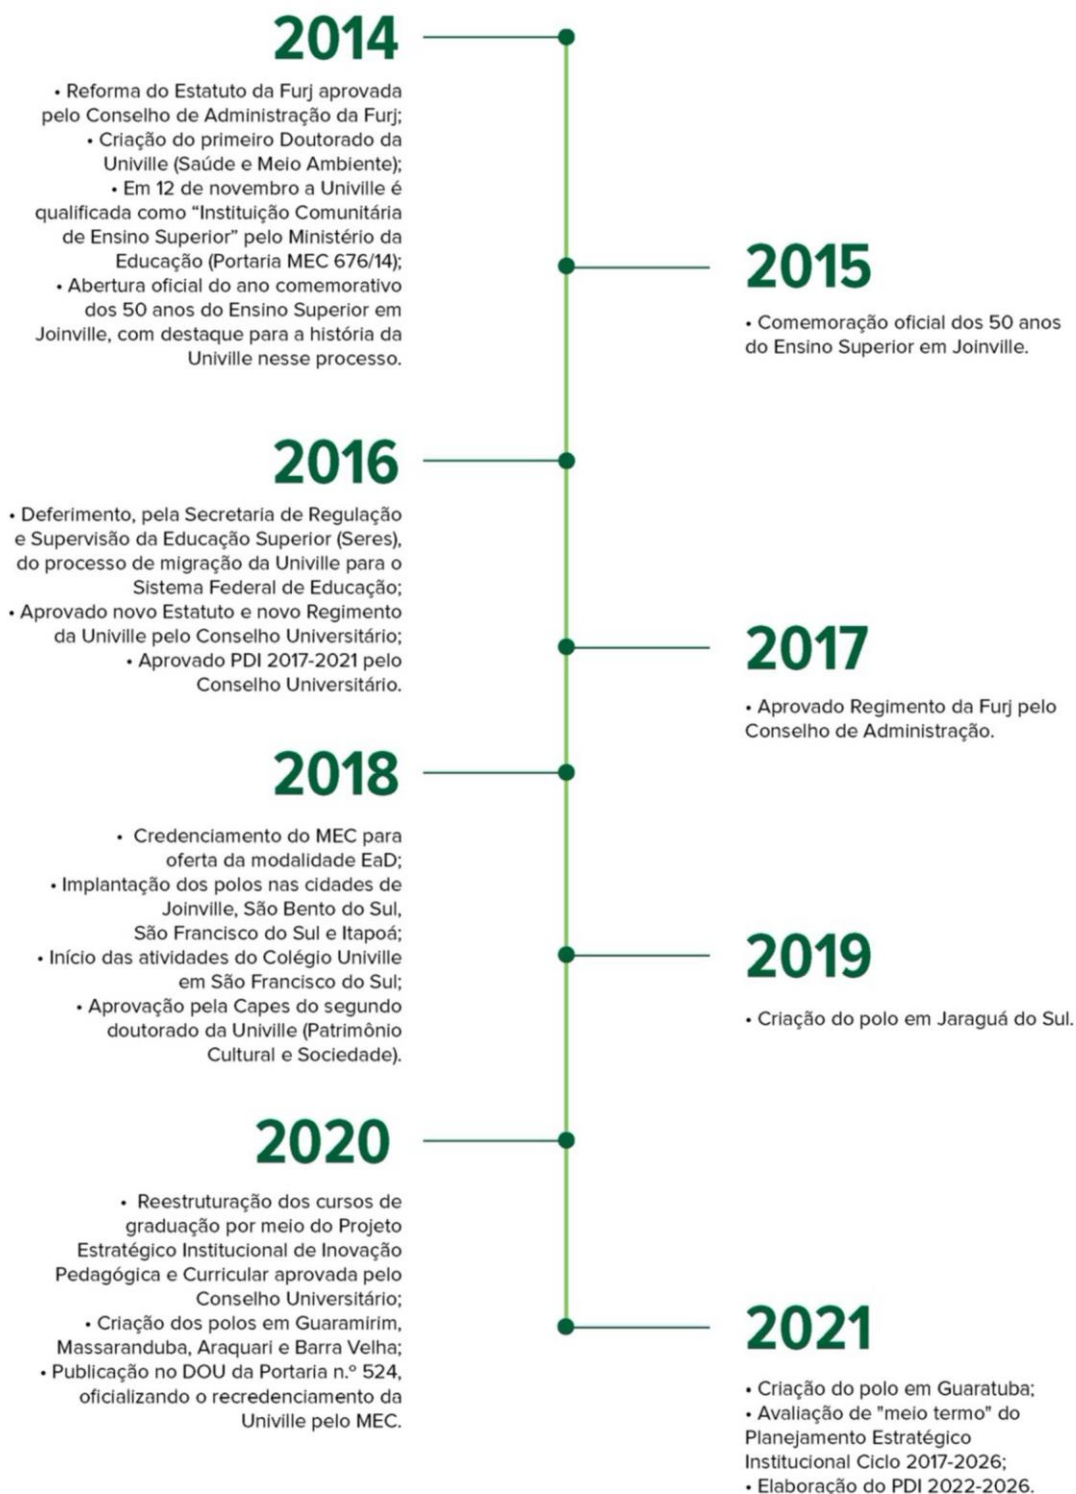 2014
• Reforma do Estatuto da Furj aprovada
pelo Conselho de Administração da Furj;
• Criação do primeiro Doutorado da
Univille (Saúde e Meio Ambiente);
• Em 12 de novembro a Univille é
qualificada como “Instituição Comunitária
de Ensino Superior” pelo Ministério da
Educação (Portaria MEC 676/14);
• Abertura oficial do ano comemorativo
dos 50 anos do Ensino Superior em
Joinville, com destaque para a história da
Univille nesse processo.
2015
• Comemoração oficial dos 50 anos
do Ensino Superior em Joinville.
2016
• Deferimento, pela Secretaria de Regulação
e Supervisão da Educação Superior (Seres),
do processo de migração da Univille para o
Sistema Federal de Educação;
• Aprovado novo Estatuto e novo Regimento
da Univille pelo Conselho Universitário;
• Aprovado PDI 2017-2021 pelo
Conselho Universitário.
2017
• Aprovado Regimento da Furj pelo
Conselho de Administração.
2018
• Credenciamento do MEC para
oferta da modalidade EaD;
• Implantação dos polos nas cidades de
Joinville, São Bento do Sul,
São Francisco do Sul e Itapoá;
• Início das atividades do Colégio Univille
em São Francisco do Sul;
• Aprovação pela Capes do segundo
doutorado da Univille (Patrimônio
Cultural e Sociedade).
2019
• Criação do polo em Jaraguá do Sul.
2020
• Reestruturação dos cursos de
graduação por meio do Projeto
Estratégico Institucional de Inovação
Pedagógica e Curricular aprovada pelo
Conselho Universitário;
• Criação dos polos em Guaramirim,
Massaranduba, Araquari e Barra Velha;
• Publicação no DOU da Portaria n.º 524,
oficializando o recredenciamento da
Univille pelo MEC.
2021
• Criação do polo em Guaratuba;
• Avaliação de "meio termo" do
Planejamento Estratégico
Institucional Ciclo 2017-2026;
• Elaboração do PDI 2022-2026.